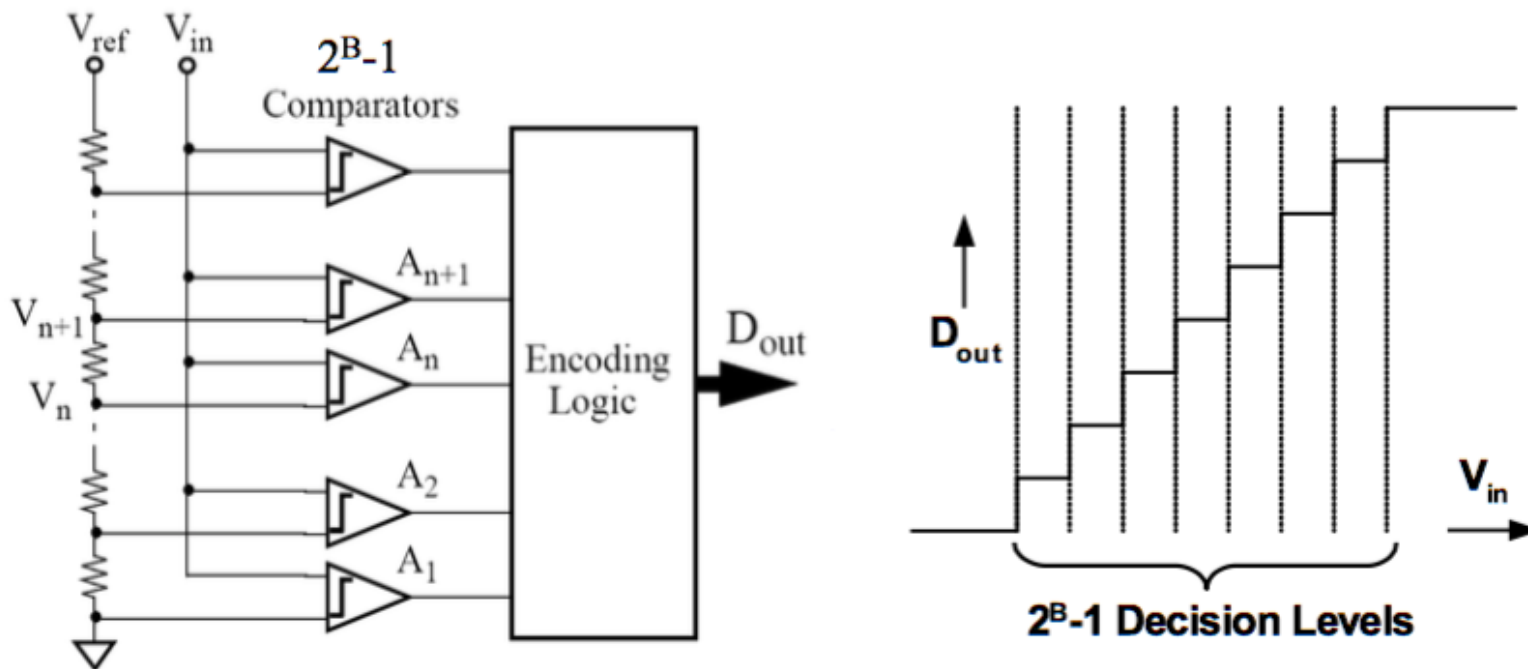 V_ref
V_in
2^B-1
Comparators
A_n+1
V_n+1
A_n
V_n
A_2
A_1
Encoding
Logic
D_out
D_out
V_in
2^B-1 Decision Levels